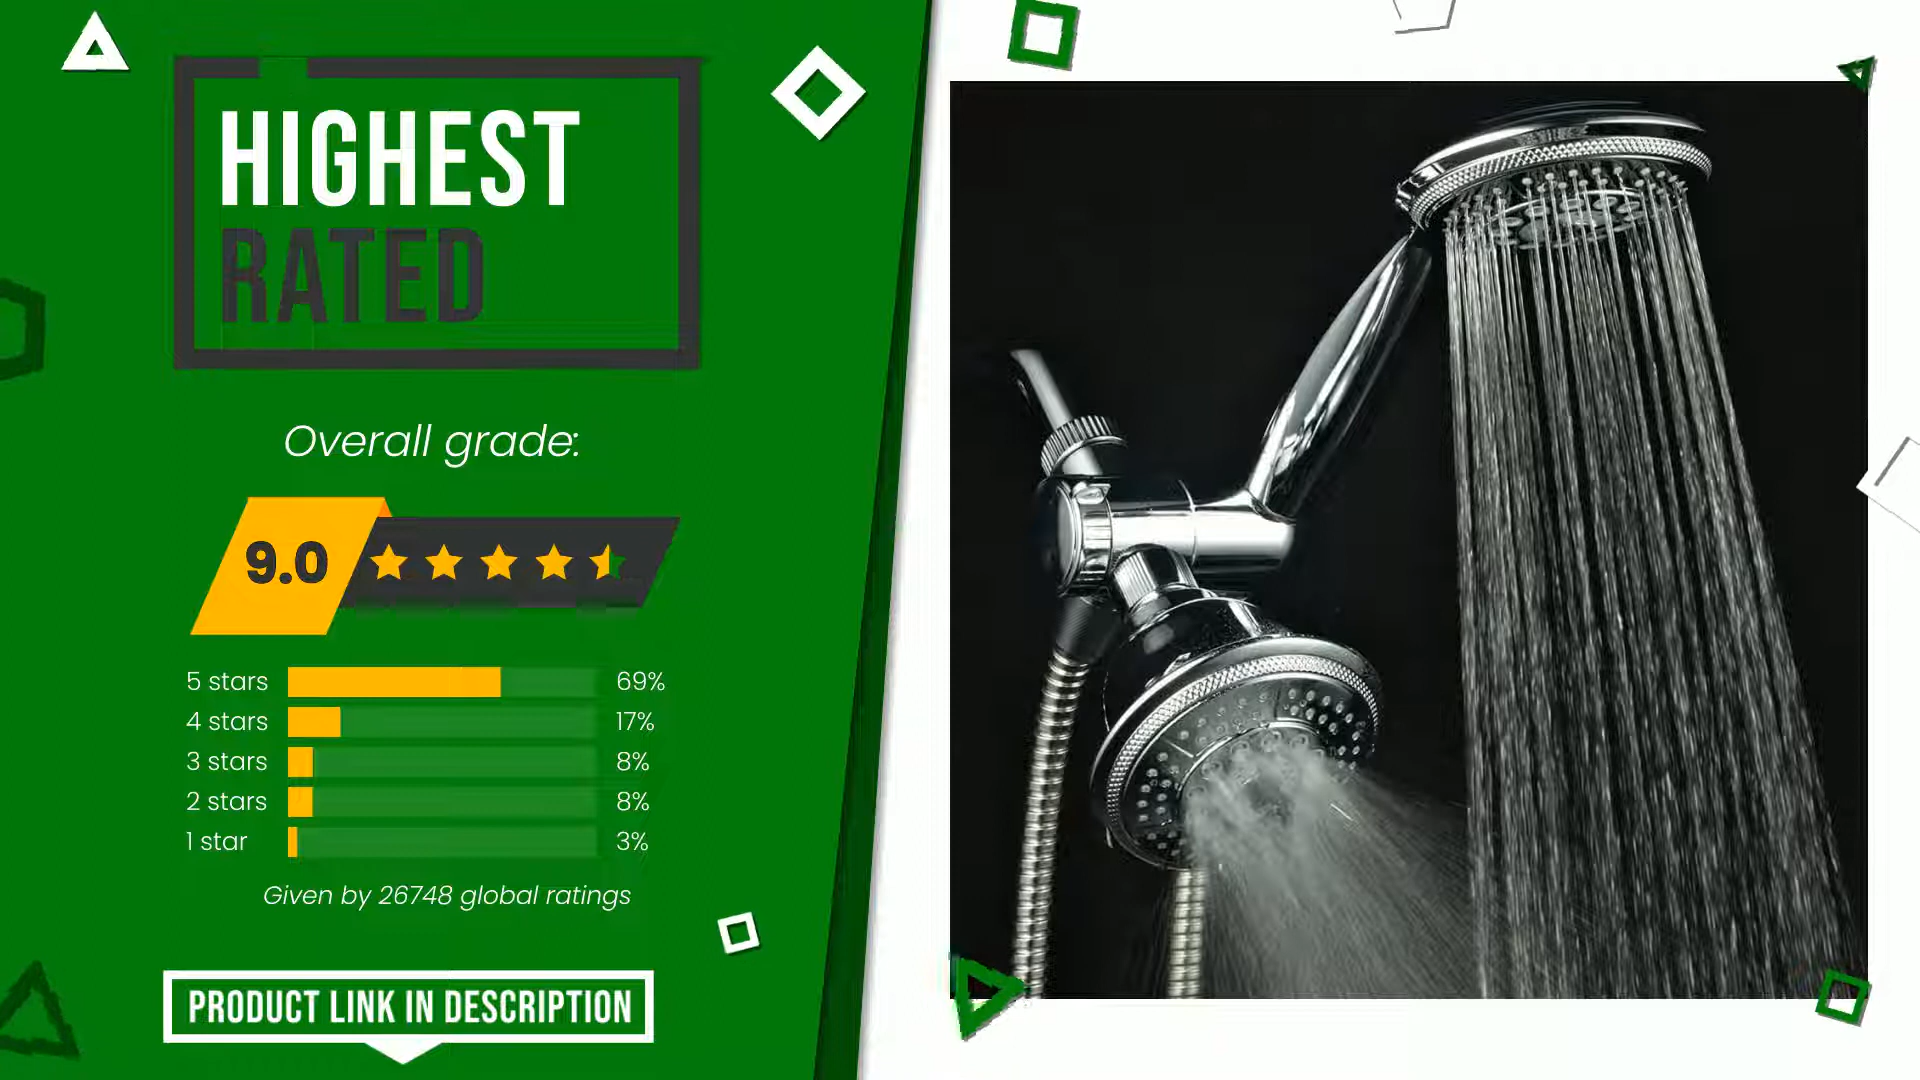 HIGHEST
RATED
Overall grade:
9.0
5 stars 69%
4 stars 17%
3 stars 8%
2 stars 8%
1 star 3%
Given by 26748 global ratings
PRODUCT LINK IN DESCRIPTION